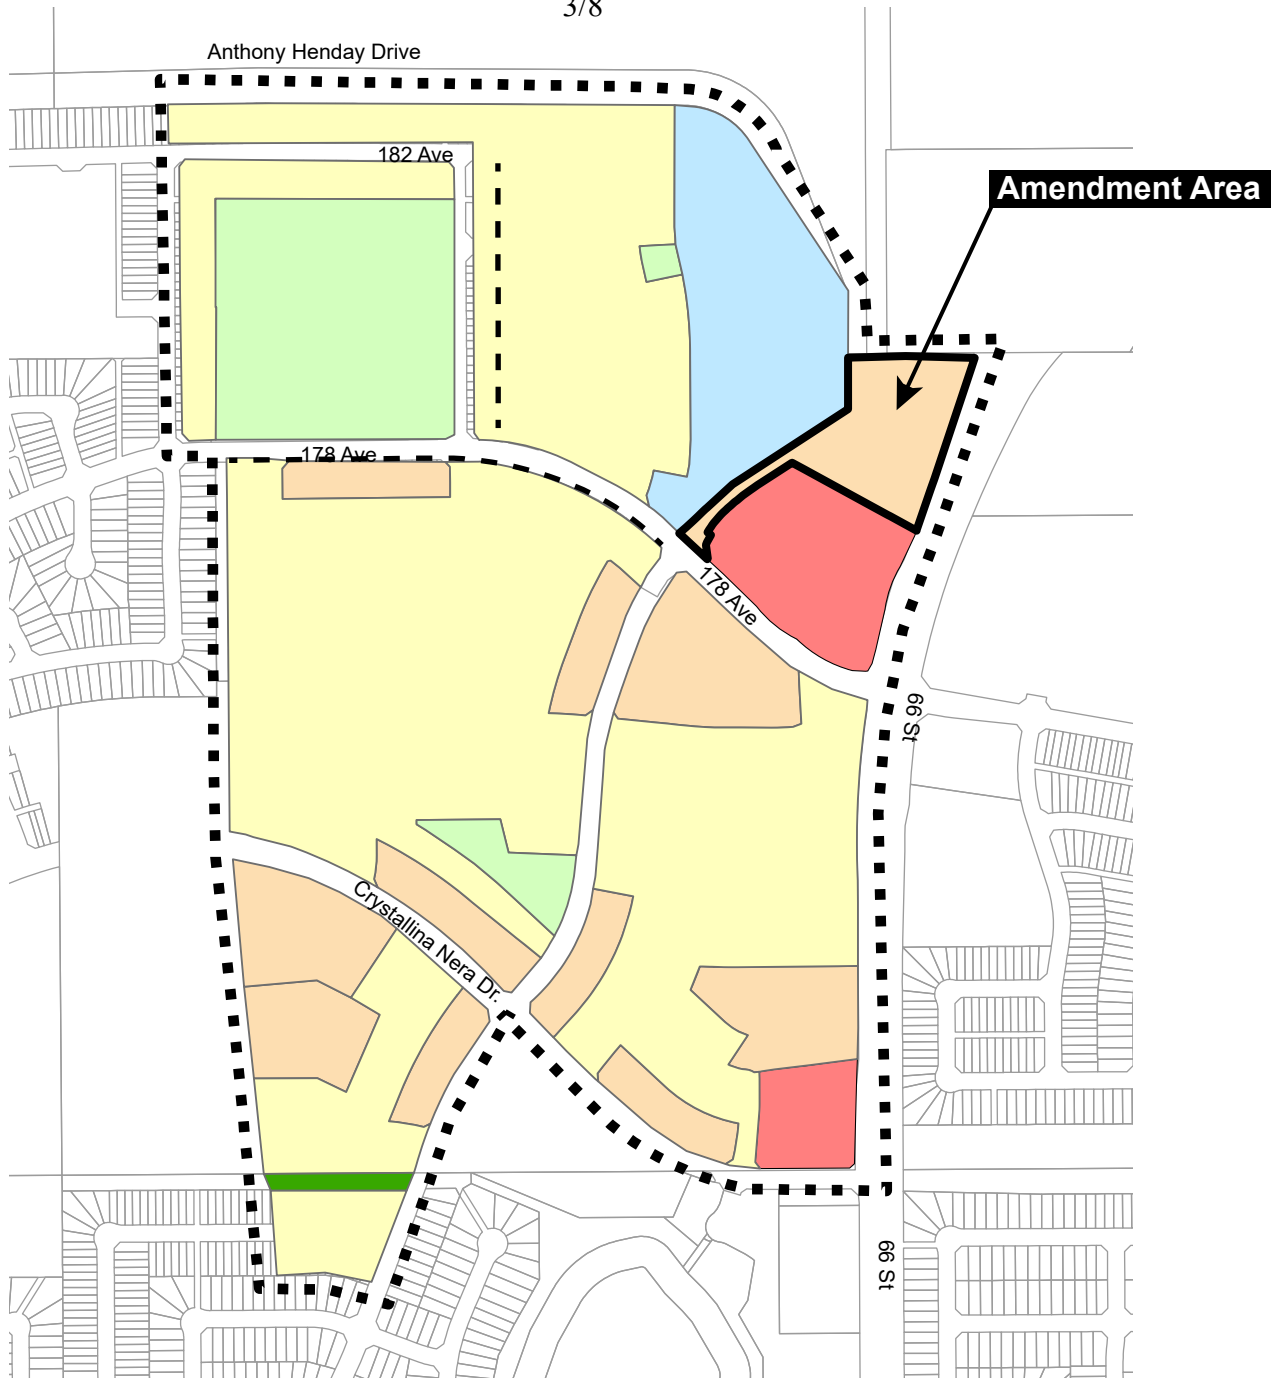 3/8
Anthony Henday Drive
182 Ave
Amendment Area
178 Ave
178 Ave
66 St
Crystallina Nera Dr.
66 St